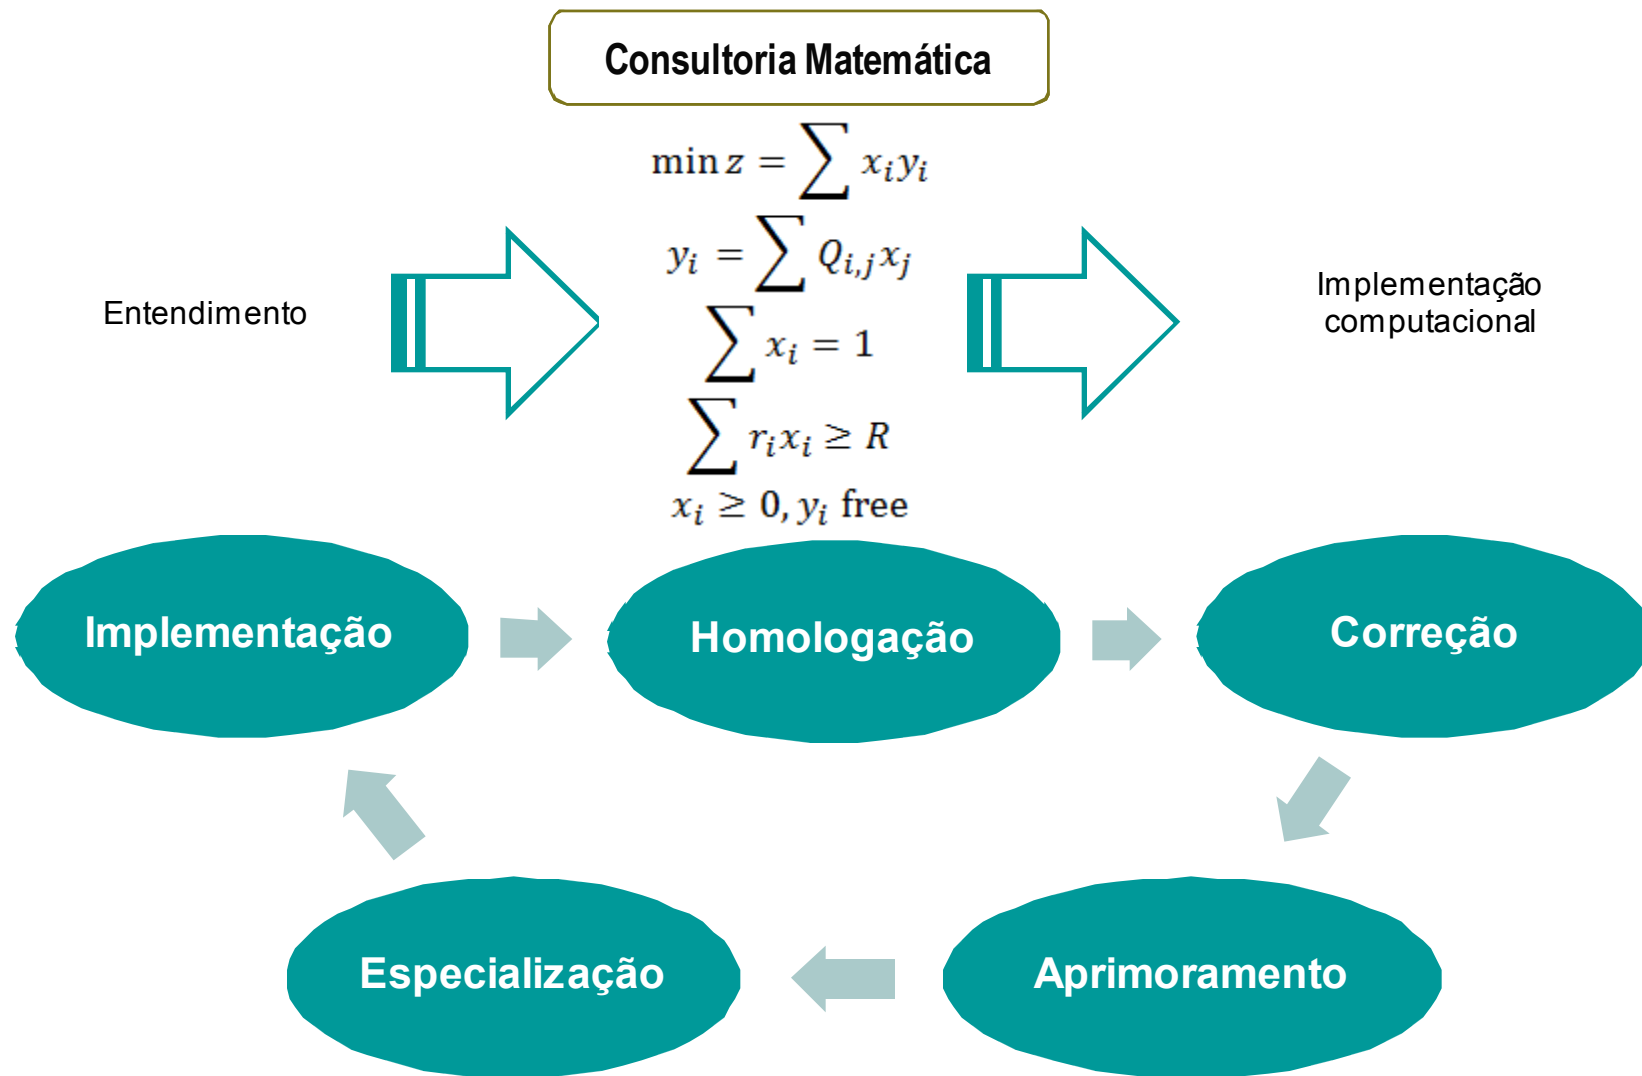 Consultoria Matemática
min z = ∑ x_i y_i
y_i = ∑ Q_{i,j} x_j
∑ x_i = 1
∑ r_i x_i ≥ R
x_i ≥ 0, y_i free
Entendimento
Implementação
computacional
Implementação
Homologação
Correção
Especialização
Aprimoramento